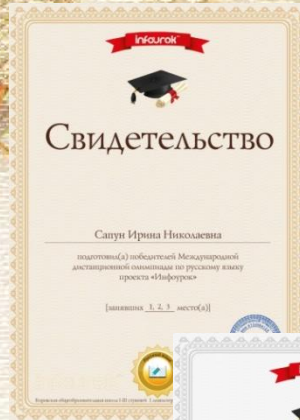 infourok
Свидетельство
Сапун Ирина Николаевна
подготовил(а) победителей Международной
дистанционной олимпиады по русскому языку
проекта «Инфоурок»
[занявших 1, 2, 3 место(а)]